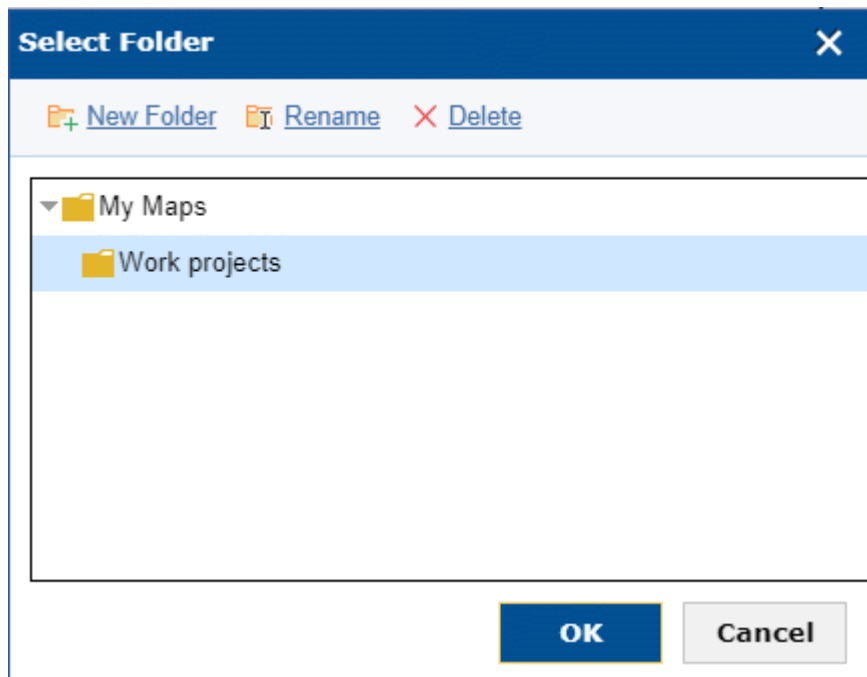 Select Folder
New Folder Rename Delete
My Maps
Work projects
OK Cancel